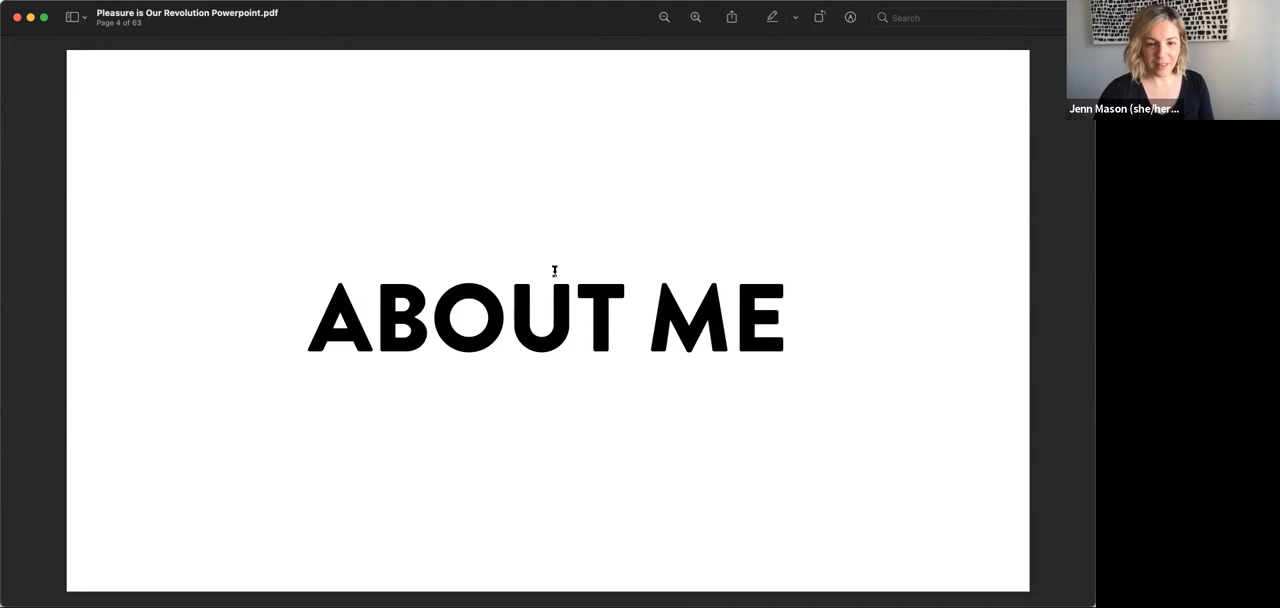 Pleasure is Our Revolution Powerpoint.pdf
Page 4 of 63
Search
Jenn Mason (she/her...
ABOUT ME